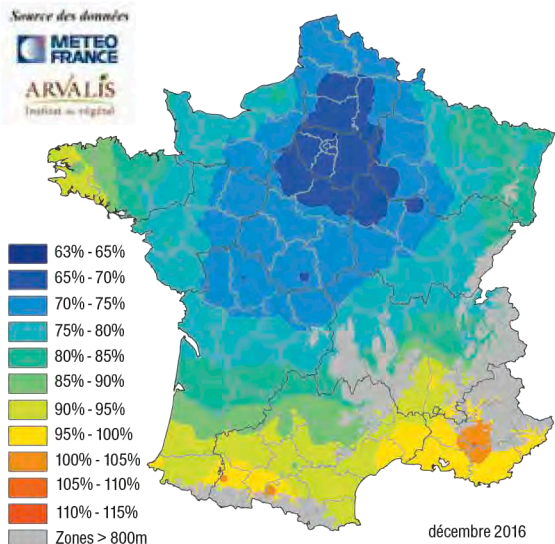 Source des données
METEO
FRANCE
ARVALIS
Institut du végétal
63% - 65%
65% - 70%
70% - 75%
75% - 80%
80% - 85%
85% - 90%
90% - 95%
95% - 100%
100% - 105%
105% - 110%
110% - 115%
Zones > 800m
décembre 2016